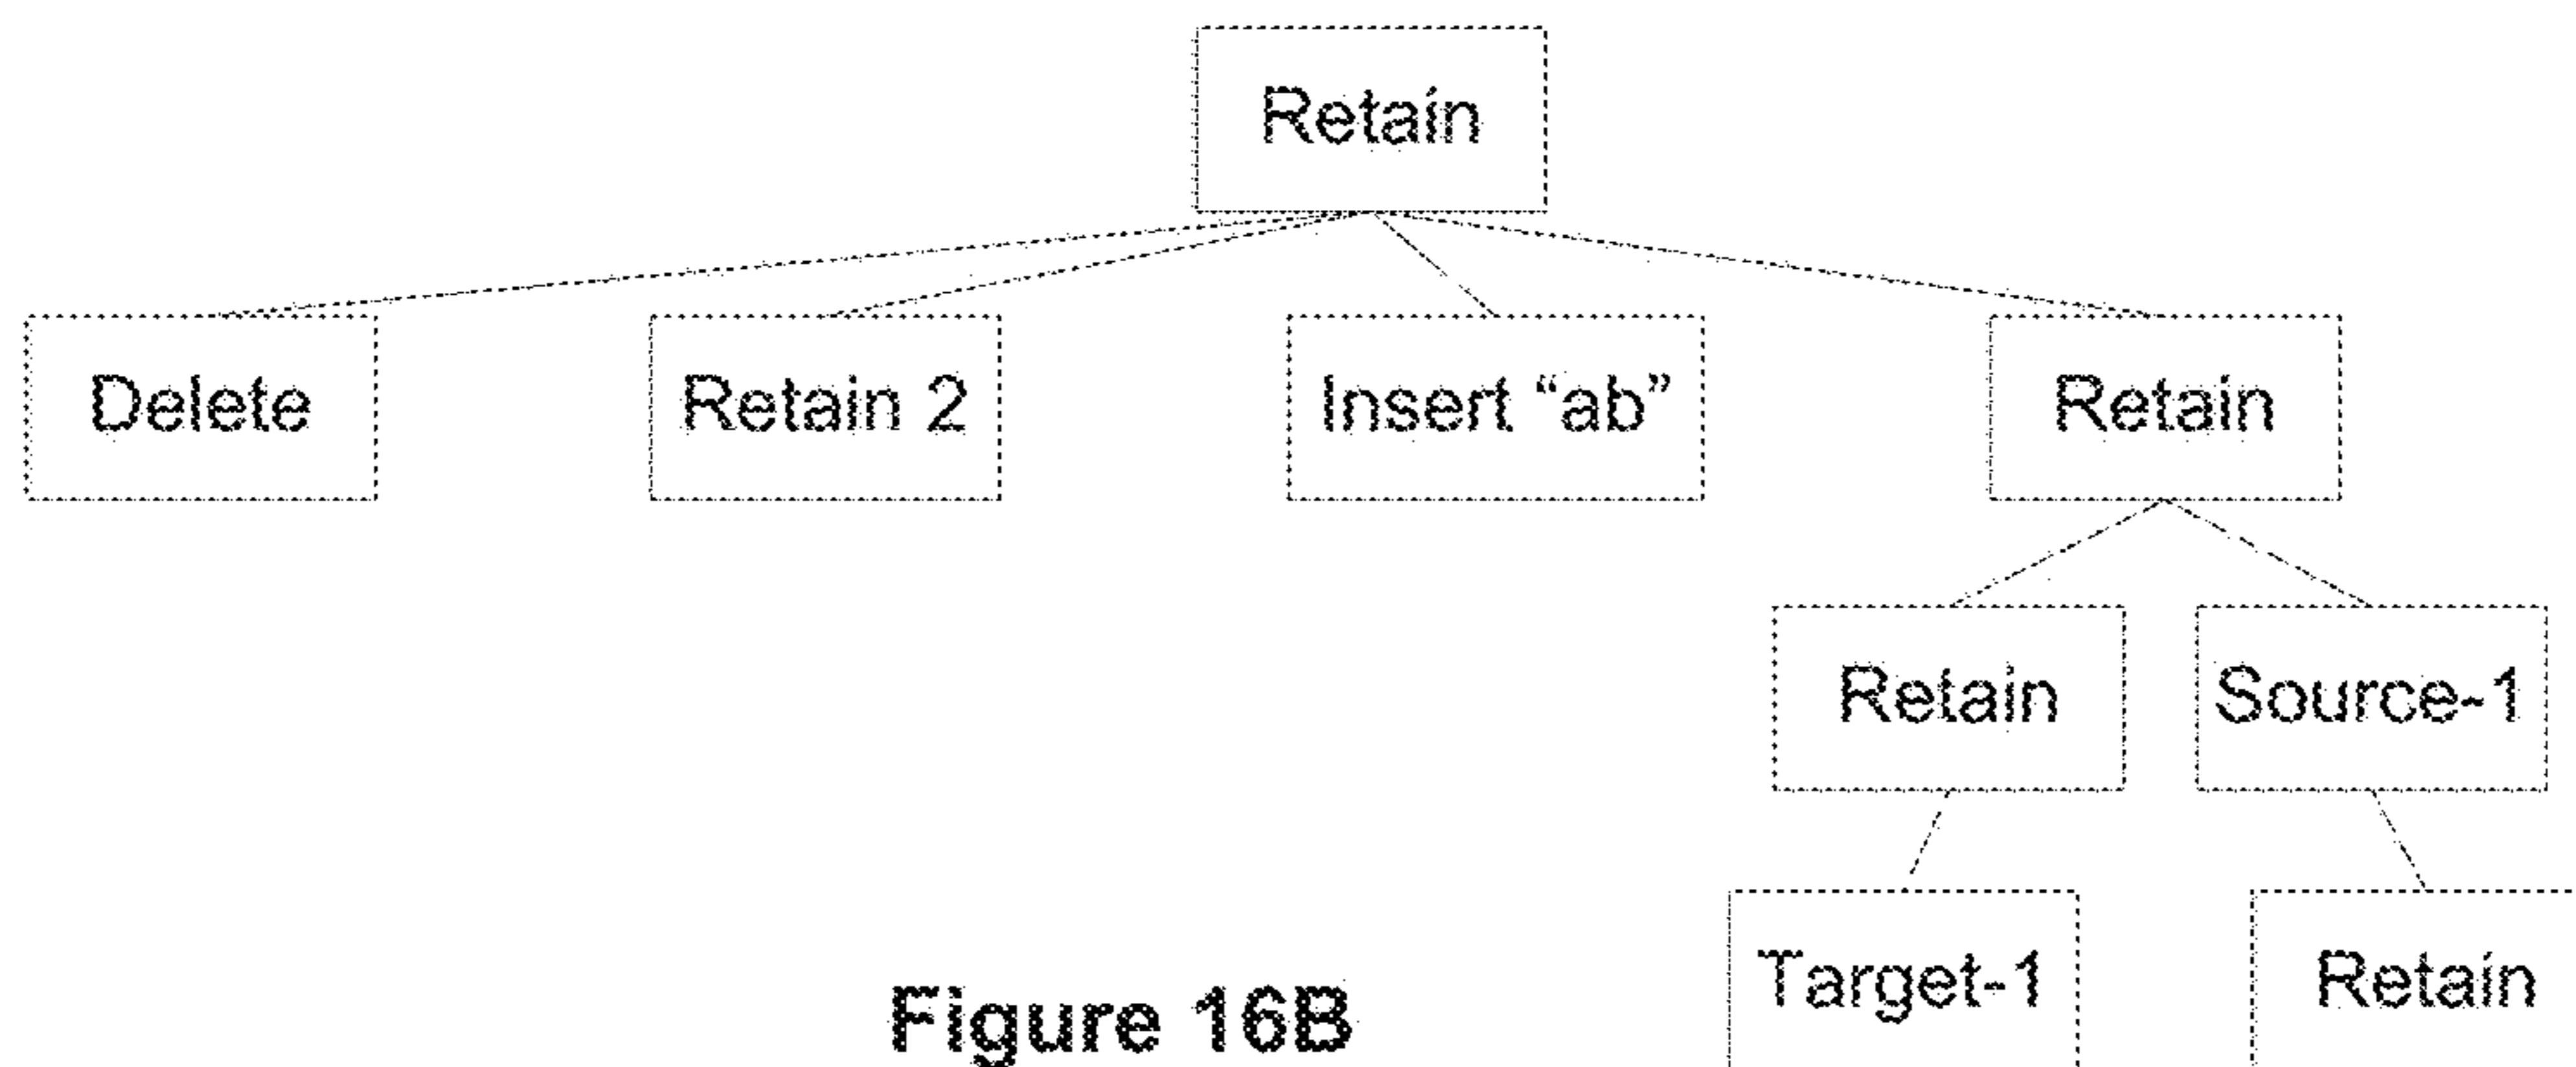 Retain
Delete
Retain 2
Insert “ab”
Retain
Retain
Source-1
Target-1
Retain
Figure 16B